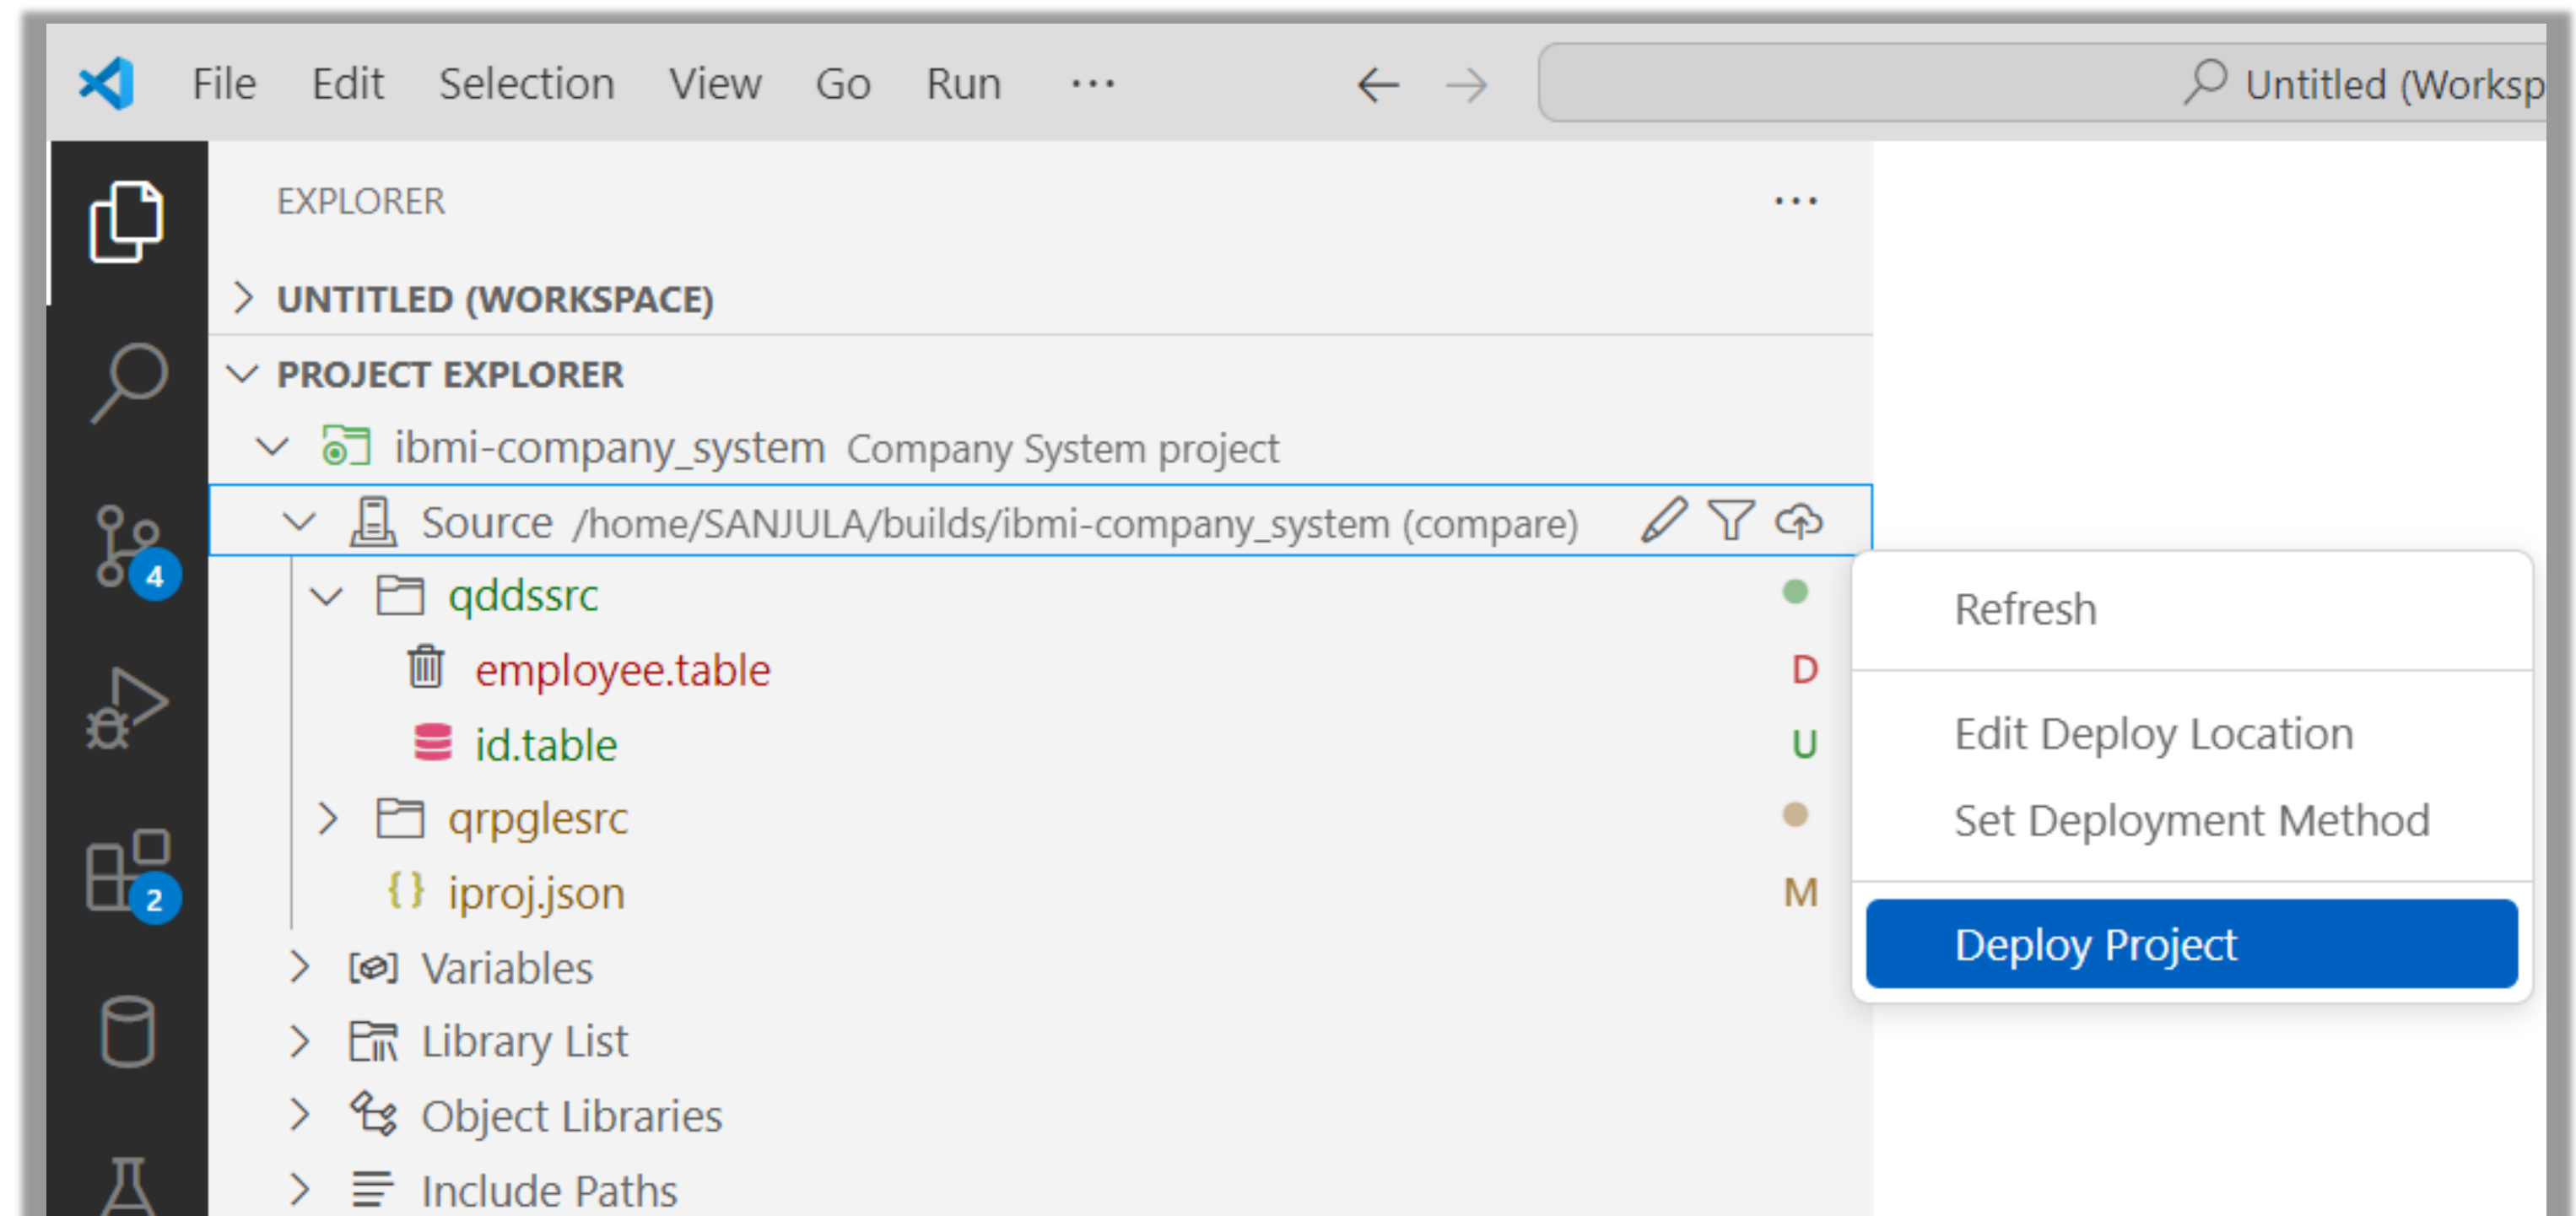 File Edit Selection View Go Run ··· Untitled (Worksp
EXPLORER
UNTITLED (WORKSPACE)
PROJECT EXPLORER
ibmi-company_system Company System project
Source /home/SANJULA/builds/ibmi-company_system (compare)
4
qddssrc
employee.table D
id.table U
qrpglesrc
2
iproj.json M
Variables
Library List
Object Libraries
Include Paths
Refresh
Edit Deploy Location
Set Deployment Method
Deploy Project